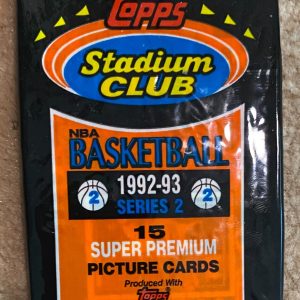 Topps
Stadium
CLUB
NBA
BASKETBALL
1992-93
2 SERIES 2 2
15
SUPER PREMIUM
PICTURE CARDS
Produced With
Topps